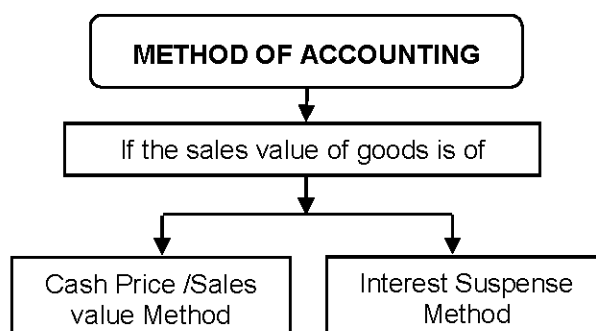 METHOD OF ACCOUNTING
If the sales value of goods is of
Cash Price /Sales
value Method
Interest Suspense
Method